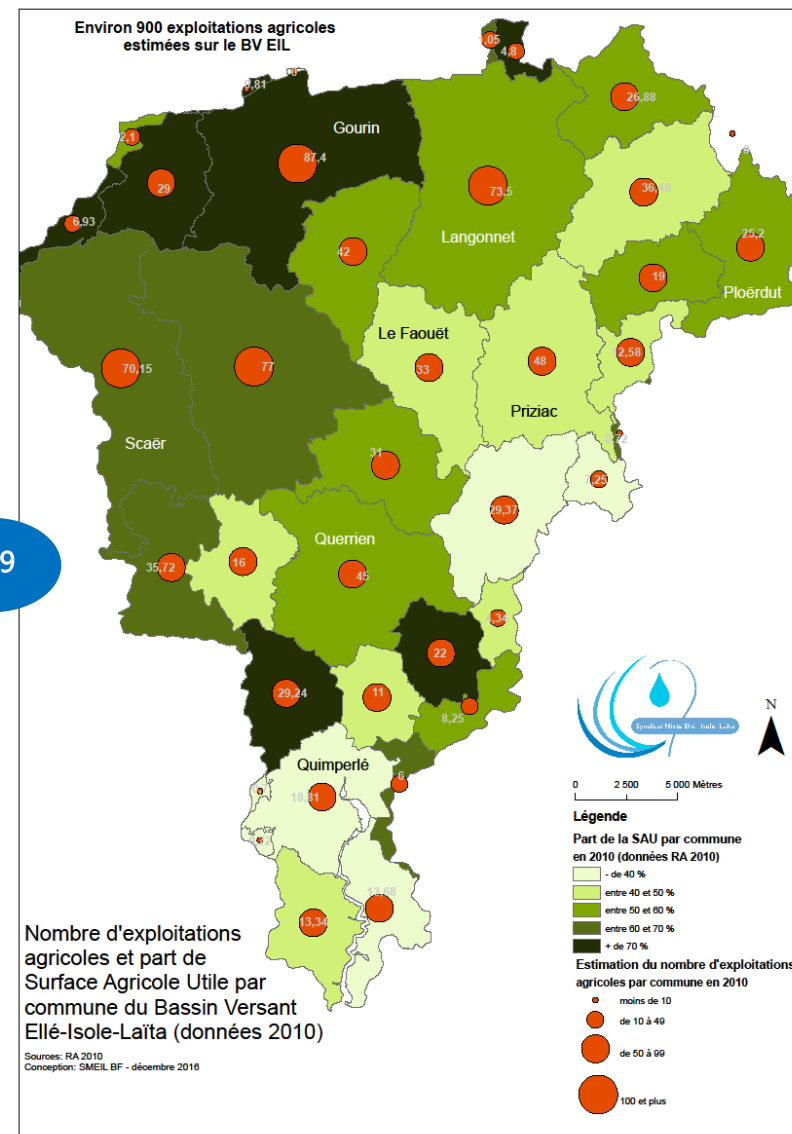 Environ 900 exploitations agricoles
estimées sur le BV EIL
4,8
26,88
2,1
Gourin
87,4
29
73,5
6,93
42
Langonnet
25,2
19
Ploërdut
Le Faouët
33
48
70,15
77
Priziac
Scaër
31
7,25
29,37
9
Querrien
16
35,72
45
22
29,24
11
8,25
Syndicat Mixte Ellé - Isole - Laïta
N
6
Quimperlé
18,81
0 2 500 5 000 Mètres
Légende
Part de la SAU par commune
en 2010 (données RA 2010)
- de 40 %
entre 40 et 50 %
entre 50 et 60 %
entre 60 et 70 %
+ de 70 %
13,68
13,34
Nombre d'exploitations
agricoles et part de
Surface Agricole Utile par
commune du Bassin Versant
Ellé-Isole-Laïta (données 2010)
Sources: RA 2010
Conception: SMEIL BF - décembre 2016
Estimation du nombre d'exploitations
agricoles par commune en 2010
moins de 10
de 10 à 49
de 50 à 99
100 et plus